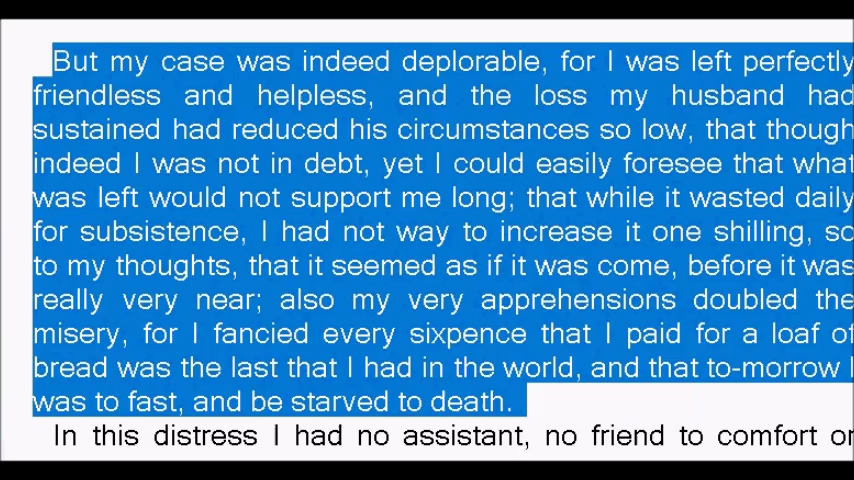 But my case was indeed deplorable, for I was left perfectly
friendless and helpless, and the loss my husband had
sustained had reduced his circumstances so low, that though
indeed I was not in debt, yet I could easily foresee that what
was left would not support me long; that while it wasted daily
for subsistence, I had not way to increase it one shilling, so
to my thoughts, that it seemed as if it was come, before it was
really very near; also my very apprehensions doubled the
misery, for I fancied every sixpence that I paid for a loaf of
bread was the last that I had in the world, and that to-morrow I
was to fast, and be starved to death.
In this distress I had no assistant, no friend to comfort or